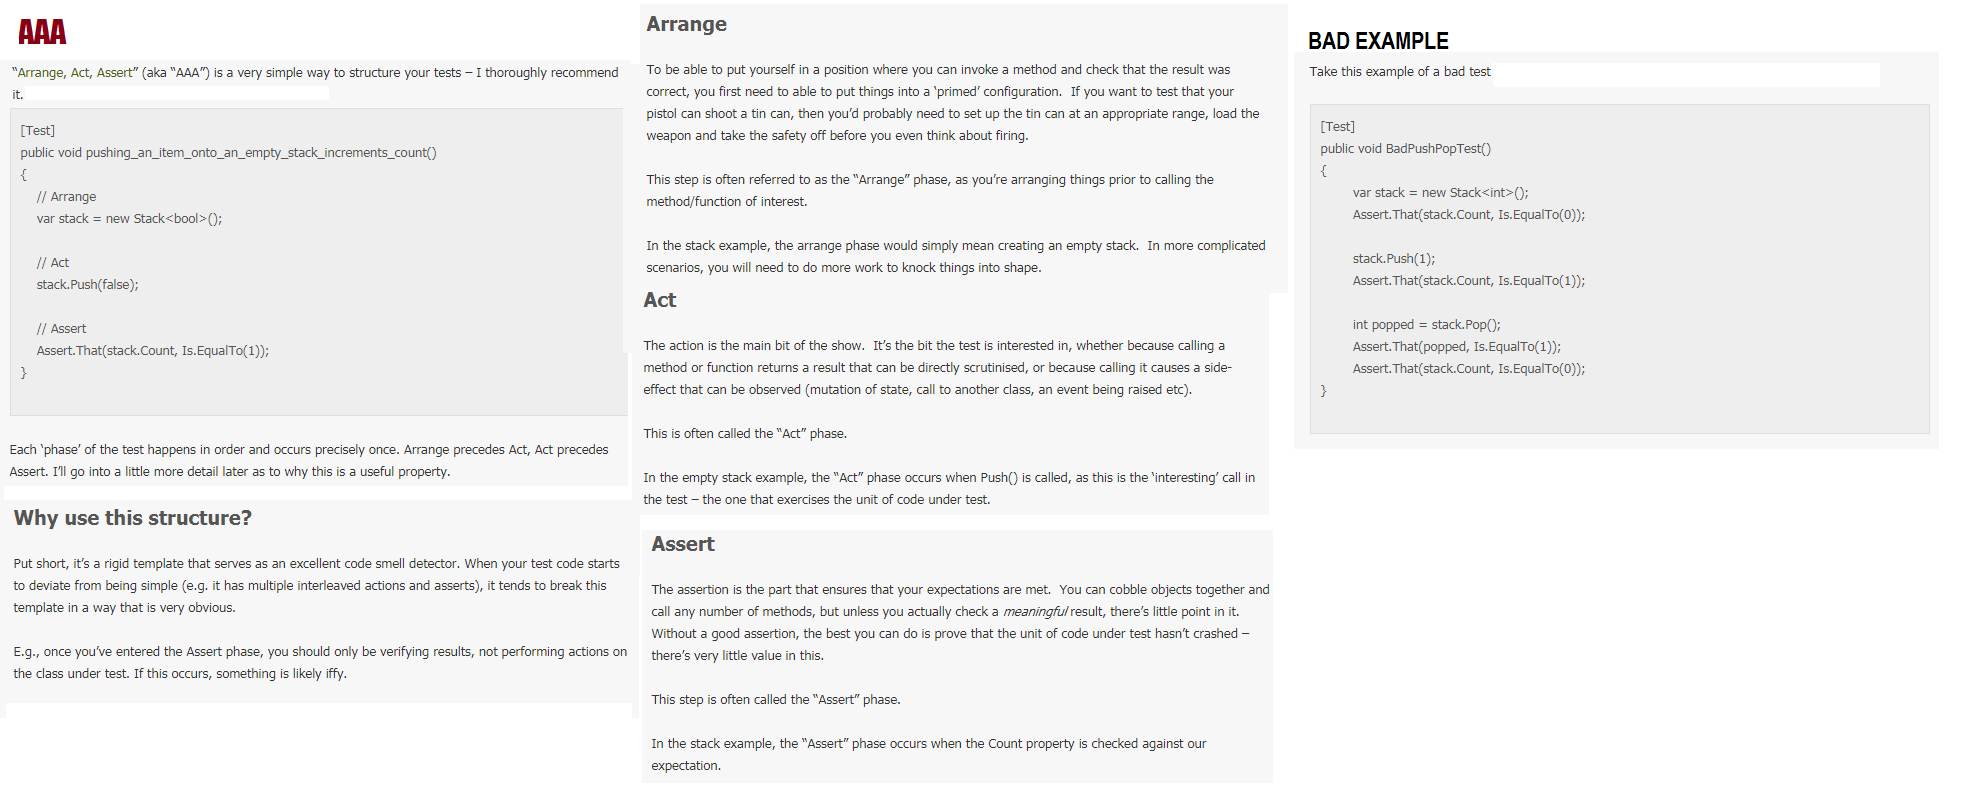 AAA
“Arrange, Act, Assert” (aka “AAA”) is a very simple way to structure your tests – I thoroughly recommend
it.
[Test]
public void pushing_an_item_onto_an_empty_stack_increments_count()
{
// Arrange
var stack = new Stack<bool>();
// Act
stack.Push(false);
// Assert
Assert.That(stack.Count, Is.EqualTo(1));
}
Each ‘phase’ of the test happens in order and occurs precisely once. Arrange precedes Act, Act precedes
Assert. I’ll go into a little more detail later as to why this is a useful property.
Why use this structure?
Put short, it’s a rigid template that serves as an excellent code smell detector. When your test code starts
to deviate from being simple (e.g. it has multiple interleaved actions and asserts), it tends to break this
template in a way that is very obvious.
E.g., once you’ve entered the Assert phase, you should only be verifying results, not performing actions on
the class under test. If this occurs, something is likely iffy.
Arrange
To be able to put yourself in a position where you can invoke a method and check that the result was
correct, you first need to able to put things into a ‘primed’ configuration.  If you want to test that your
pistol can shoot a tin can, then you’d probably need to set up the tin can at an appropriate range, load the
weapon and take the safety off before you even think about firing.
This step is often referred to as the “Arrange” phase, as you’re arranging things prior to calling the
method/function of interest.
In the stack example, the arrange phase would simply mean creating an empty stack.  In more complicated
scenarios, you will need to do more work to knock things into shape.
Act
The action is the main bit of the show.  It’s the bit the test is interested in, whether because calling a
method or function returns a result that can be directly scrutinised, or because calling it causes a side-
effect that can be observed (mutation of state, call to another class, an event being raised etc).
This is often called the “Act” phase.
In the empty stack example, the “Act” phase occurs when Push() is called, as this is the ‘interesting’ call in
the test – the one that exercises the unit of code under test.
Assert
The assertion is the part that ensures that your expectations are met.  You can cobble objects together and
call any number of methods, but unless you actually check a meaningful result, there’s little point in it.
Without a good assertion, the best you can do is prove that the unit of code under test hasn’t crashed –
there’s very little value in this.
This step is often called the “Assert” phase.
In the stack example, the “Assert” phase occurs when the Count property is checked against our
expectation.
BAD EXAMPLE
Take this example of a bad test
[Test]
public void BadPushPopTest()
{
var stack = new Stack<int>();
Assert.That(stack.Count, Is.EqualTo(0));
stack.Push(1);
Assert.That(stack.Count, Is.EqualTo(1));
int popped = stack.Pop();
Assert.That(popped, Is.EqualTo(1));
Assert.That(stack.Count, Is.EqualTo(0));
}